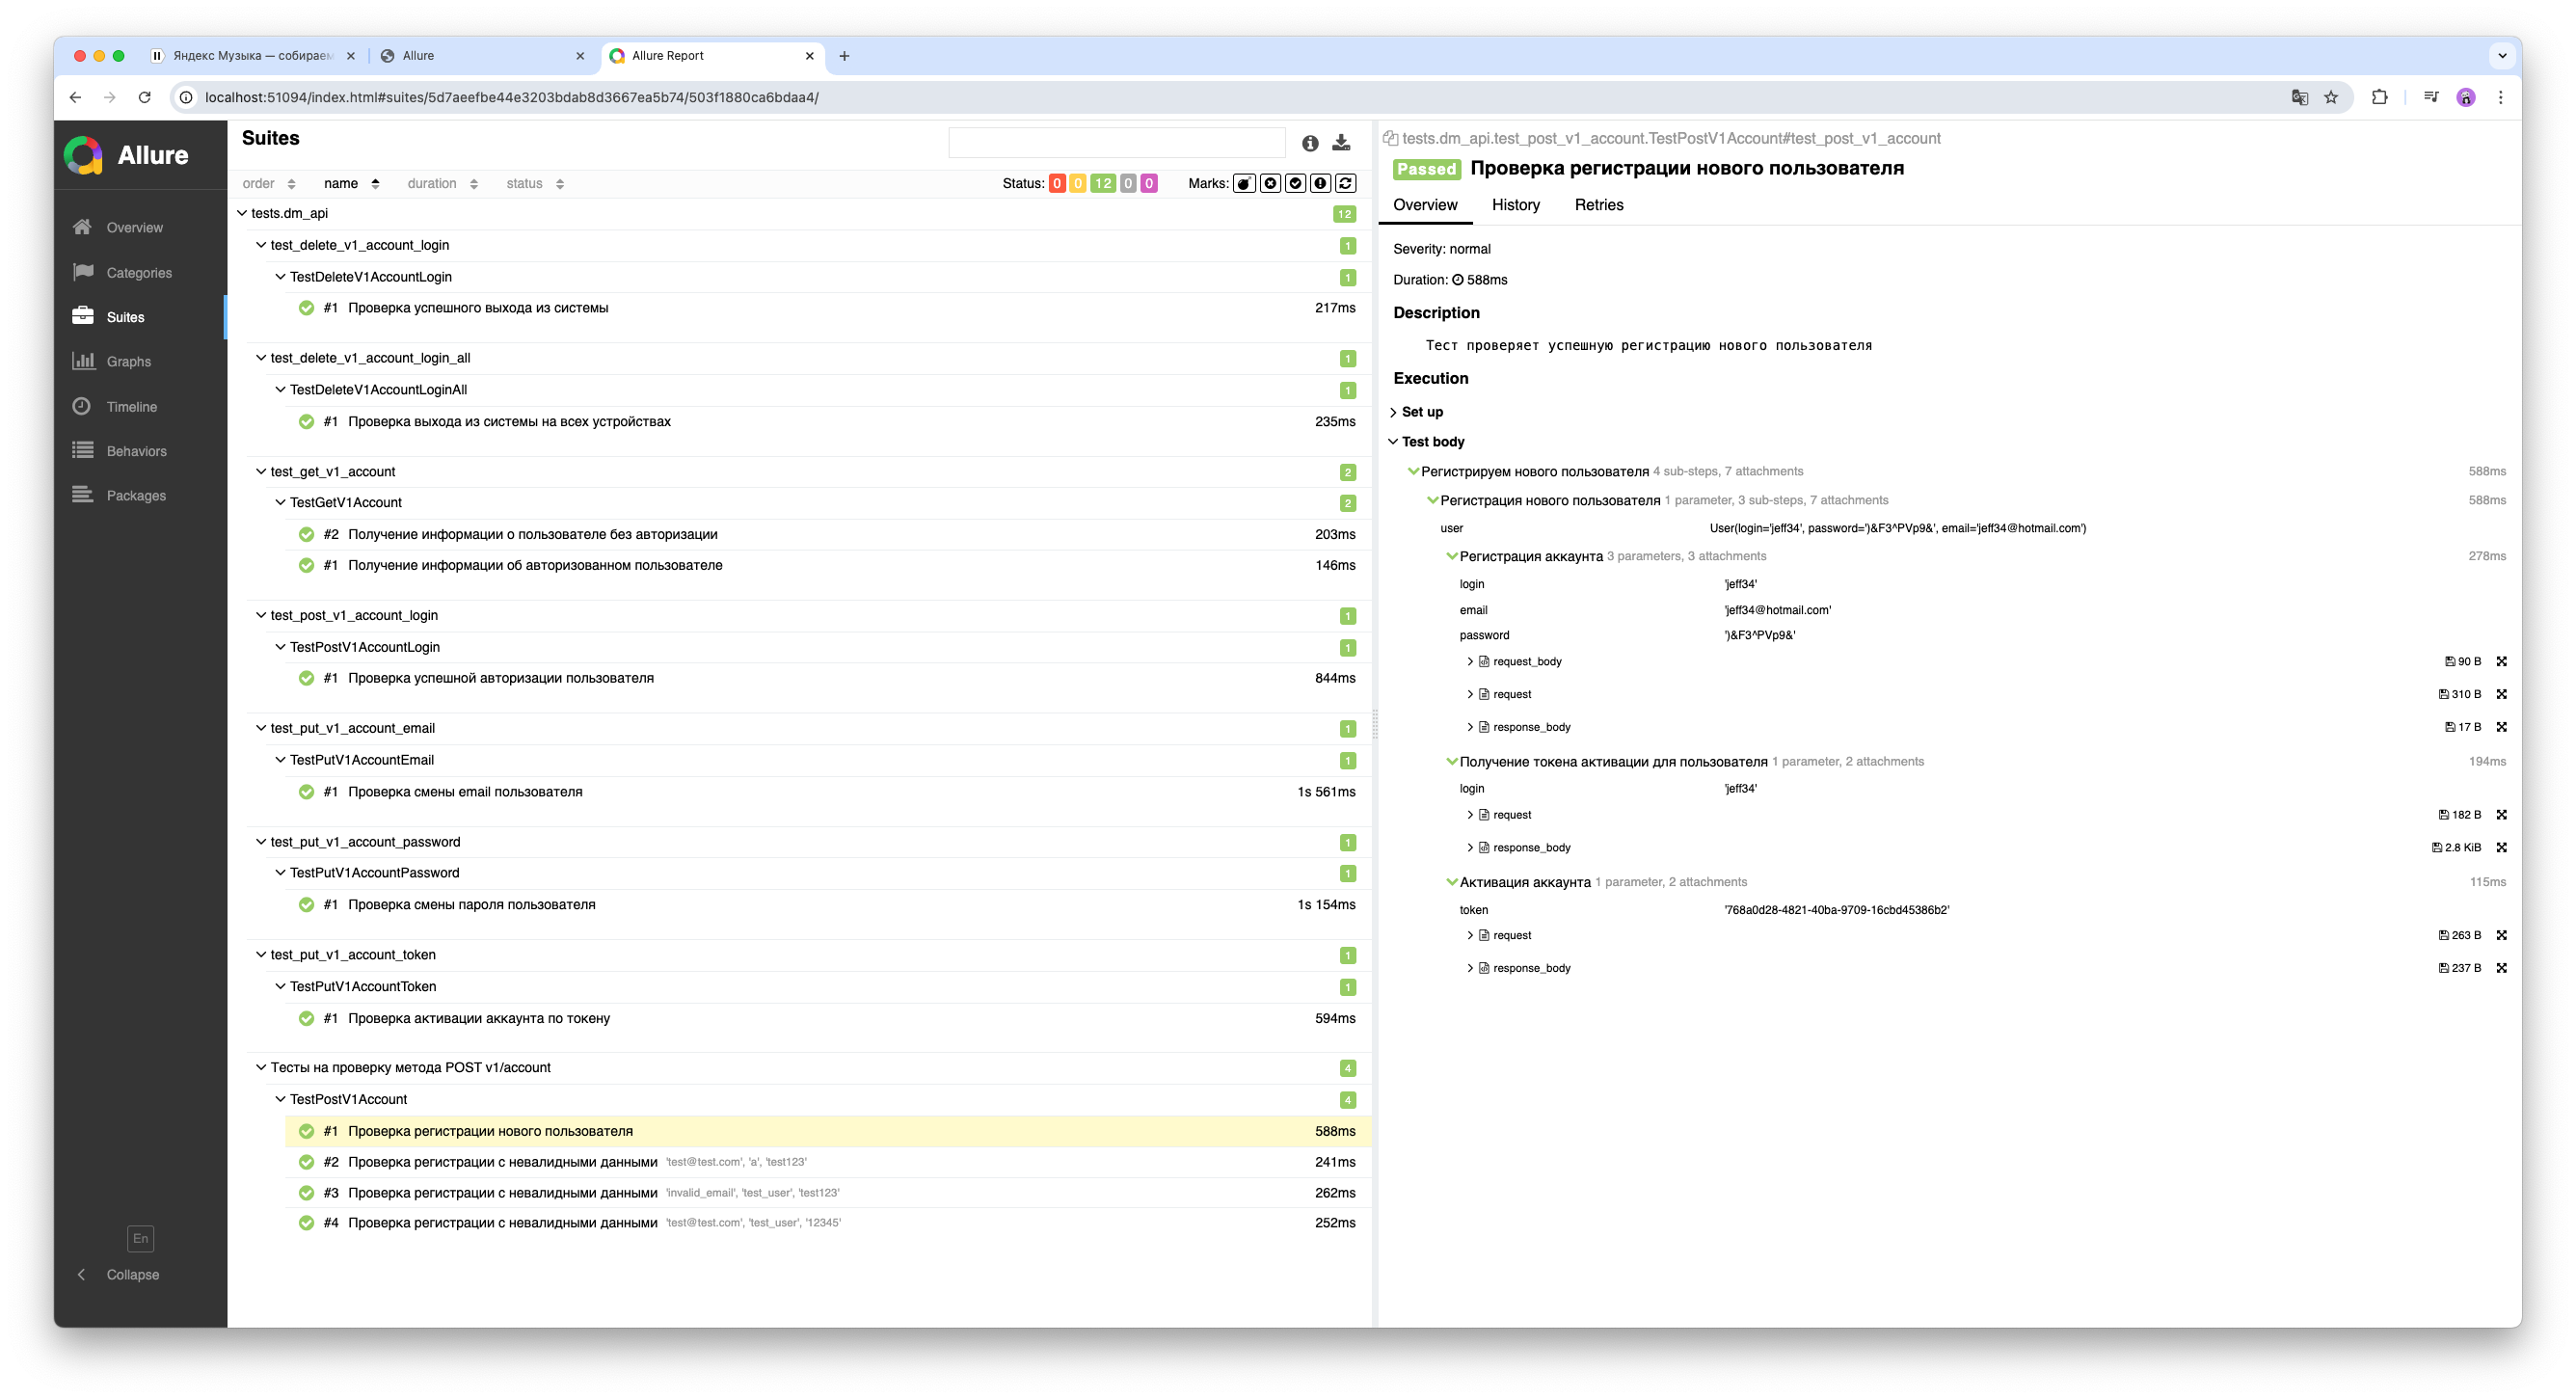 Яндекс Музыка — собираем
Allure
Allure Report
localhost:51094/index.html#suites/5d7aeefbe44e3203bdab8d3667ea5b74/503f1880ca6bdaa4/
Allure
Overview
Categories
Suites
Graphs
Timeline
Behaviors
Packages
En
Collapse
Suites
order name duration status
Status: 0 0 12 0 0 Marks:
tests.dm_api 12
test_delete_v1_account_login 1
TestDeleteV1AccountLogin 1
#1 Проверка успешного выхода из системы 217ms
test_delete_v1_account_login_all 1
TestDeleteV1AccountLoginAll 1
#1 Проверка выхода из системы на всех устройствах 235ms
test_get_v1_account 2
TestGetV1Account 2
#2 Получение информации о пользователе без авторизации 203ms
#1 Получение информации об авторизованном пользователе 146ms
test_post_v1_account_login 1
TestPostV1AccountLogin 1
#1 Проверка успешной авторизации пользователя 844ms
test_put_v1_account_email 1
TestPutV1AccountEmail 1
#1 Проверка смены email пользователя 1s 561ms
test_put_v1_account_password 1
TestPutV1AccountPassword 1
#1 Проверка смены пароля пользователя 1s 154ms
test_put_v1_account_token 1
TestPutV1AccountToken 1
#1 Проверка активации аккаунта по токену 594ms
Тесты на проверку метода POST v1/account 4
TestPostV1Account 4
#1 Проверка регистрации нового пользователя 588ms
#2 Проверка регистрации с невалидными данными 'test@test.com', 'a', 'test123' 241ms
#3 Проверка регистрации с невалидными данными 'invalid_email', 'test_user', 'test123' 262ms
#4 Проверка регистрации с невалидными данными 'test@test.com', 'test_user', '12345' 252ms
tests.dm_api.test_post_v1_account.TestPostV1Account#test_post_v1_account
Passed Проверка регистрации нового пользователя
Overview History Retries
Severity: normal
Duration: 588ms
Description
Тест проверяет успешную регистрацию нового пользователя
Execution
Set up
Test body
Регистрируем нового пользователя 4 sub-steps, 7 attachments 588ms
Регистрация нового пользователя 1 parameter, 3 sub-steps, 7 attachments 588ms
user User(login='jeff34', password=')&F3^PVp9&', email='jeff34@hotmail.com')
Регистрация аккаунта 3 parameters, 3 attachments 278ms
login 'jeff34'
email 'jeff34@hotmail.com'
password ')&F3^PVp9&'
request_body 90 B
request 310 B
response_body 17 B
Получение токена активации для пользователя 1 parameter, 2 attachments 194ms
login 'jeff34'
request 182 B
response_body 2.8 KiB
Активация аккаунта 1 parameter, 2 attachments 115ms
token '768a0d28-4821-40ba-9709-16cbd45386b2'
request 263 B
response_body 237 B